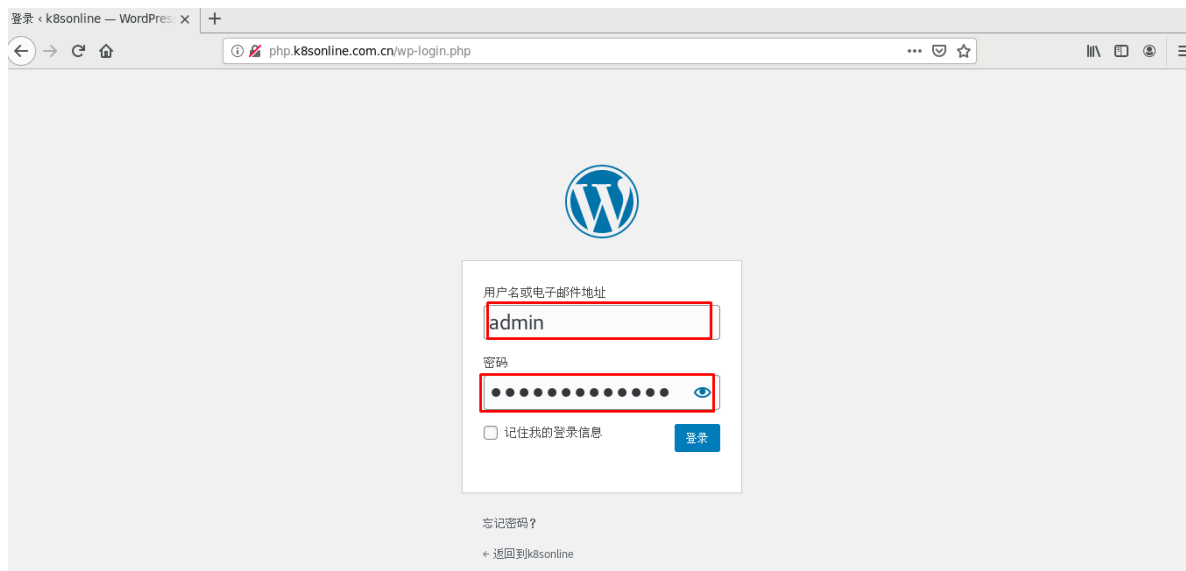 登录 ‹ k8sonline — WordPres
php.k8sonline.com.cn/wp-login.php
用户名或电子邮件地址
admin
密码
●●●●●●●●●●●●●
记住我的登录信息
登录
忘记密码?
← 返回到k8sonline